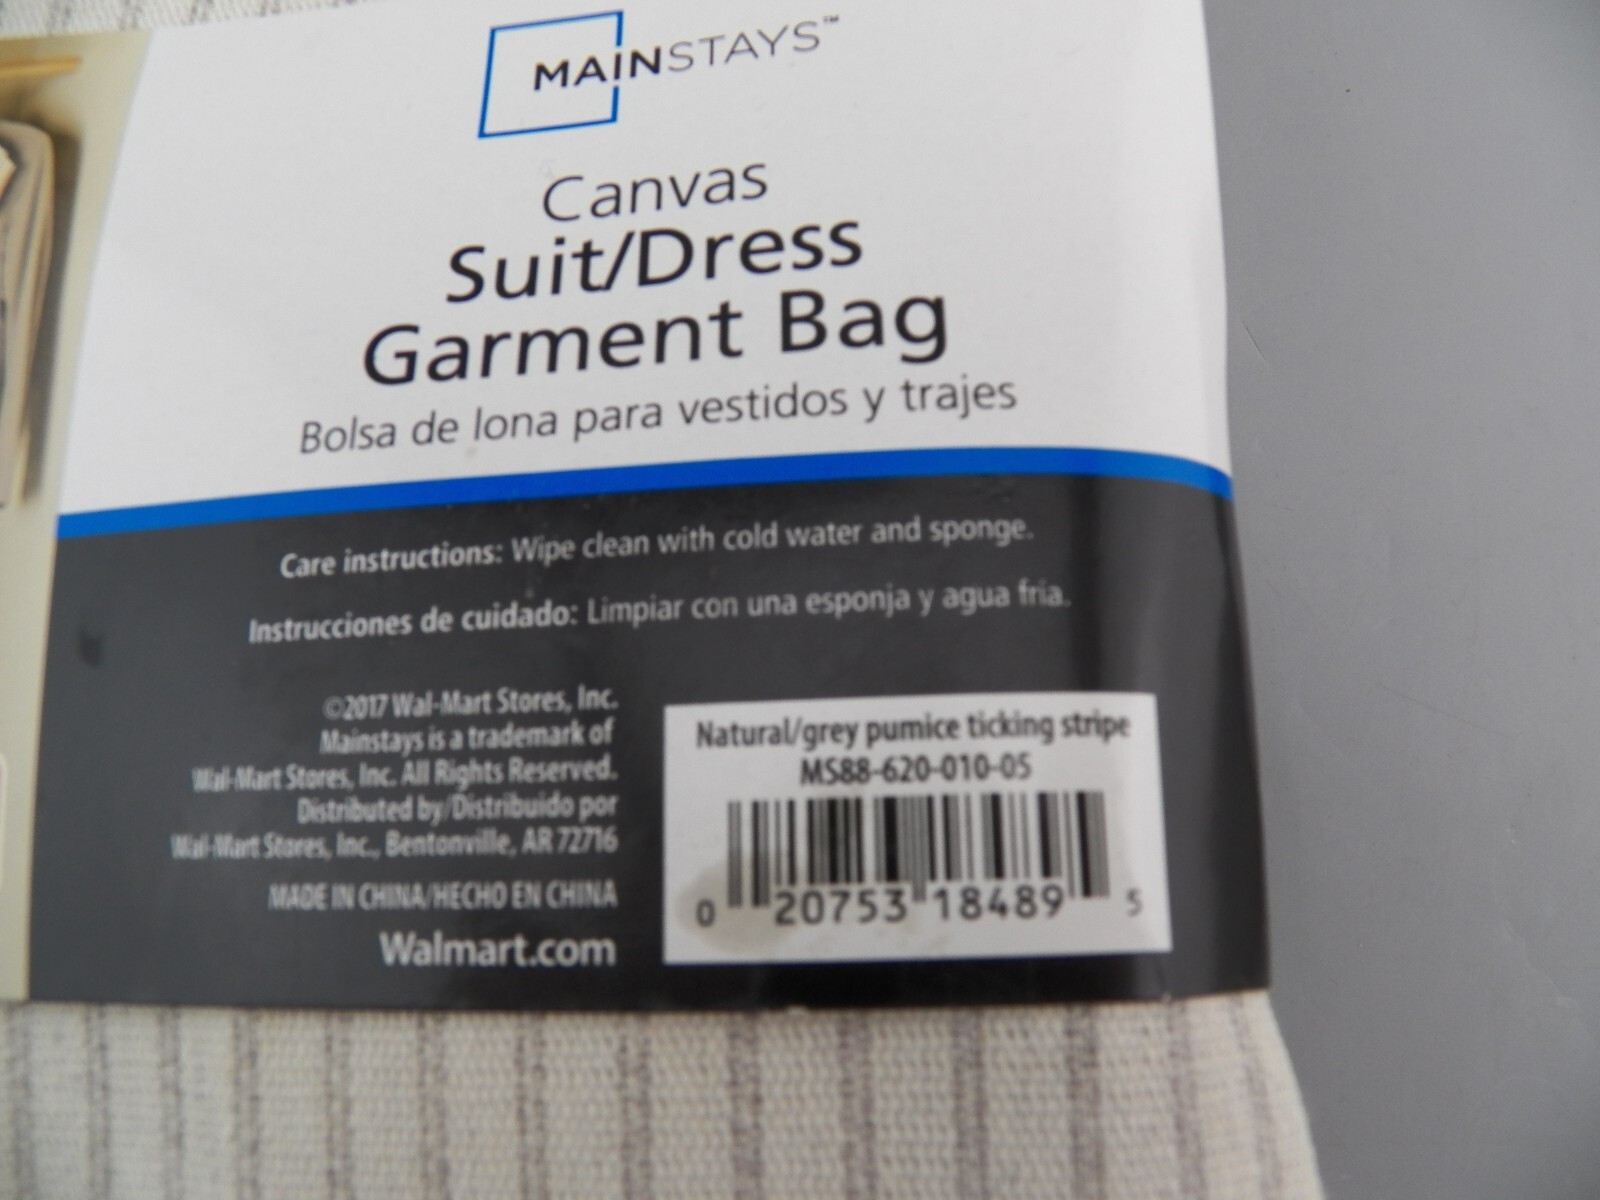 MAINSTAYS™
Canvas
Suit/Dress
Garment Bag
Bolsa de lona para vestidos y trajes
Care instructions: Wipe clean with cold water and sponge.
Instrucciones de cuidado: Limpiar con una esponja y agua fría.
©2017 Wal-Mart Stores, Inc.
Mainstays is a trademark of
Wal-Mart Stores, Inc. All Rights Reserved.
Distributed by/Distribuido por
Wal-Mart Stores, Inc., Bentonville, AR 72716
MADE IN CHINA/HECHO EN CHINA
Walmart.com
Natural/grey pumice ticking stripe
MS88-620-010-05
0 20753 18489 5